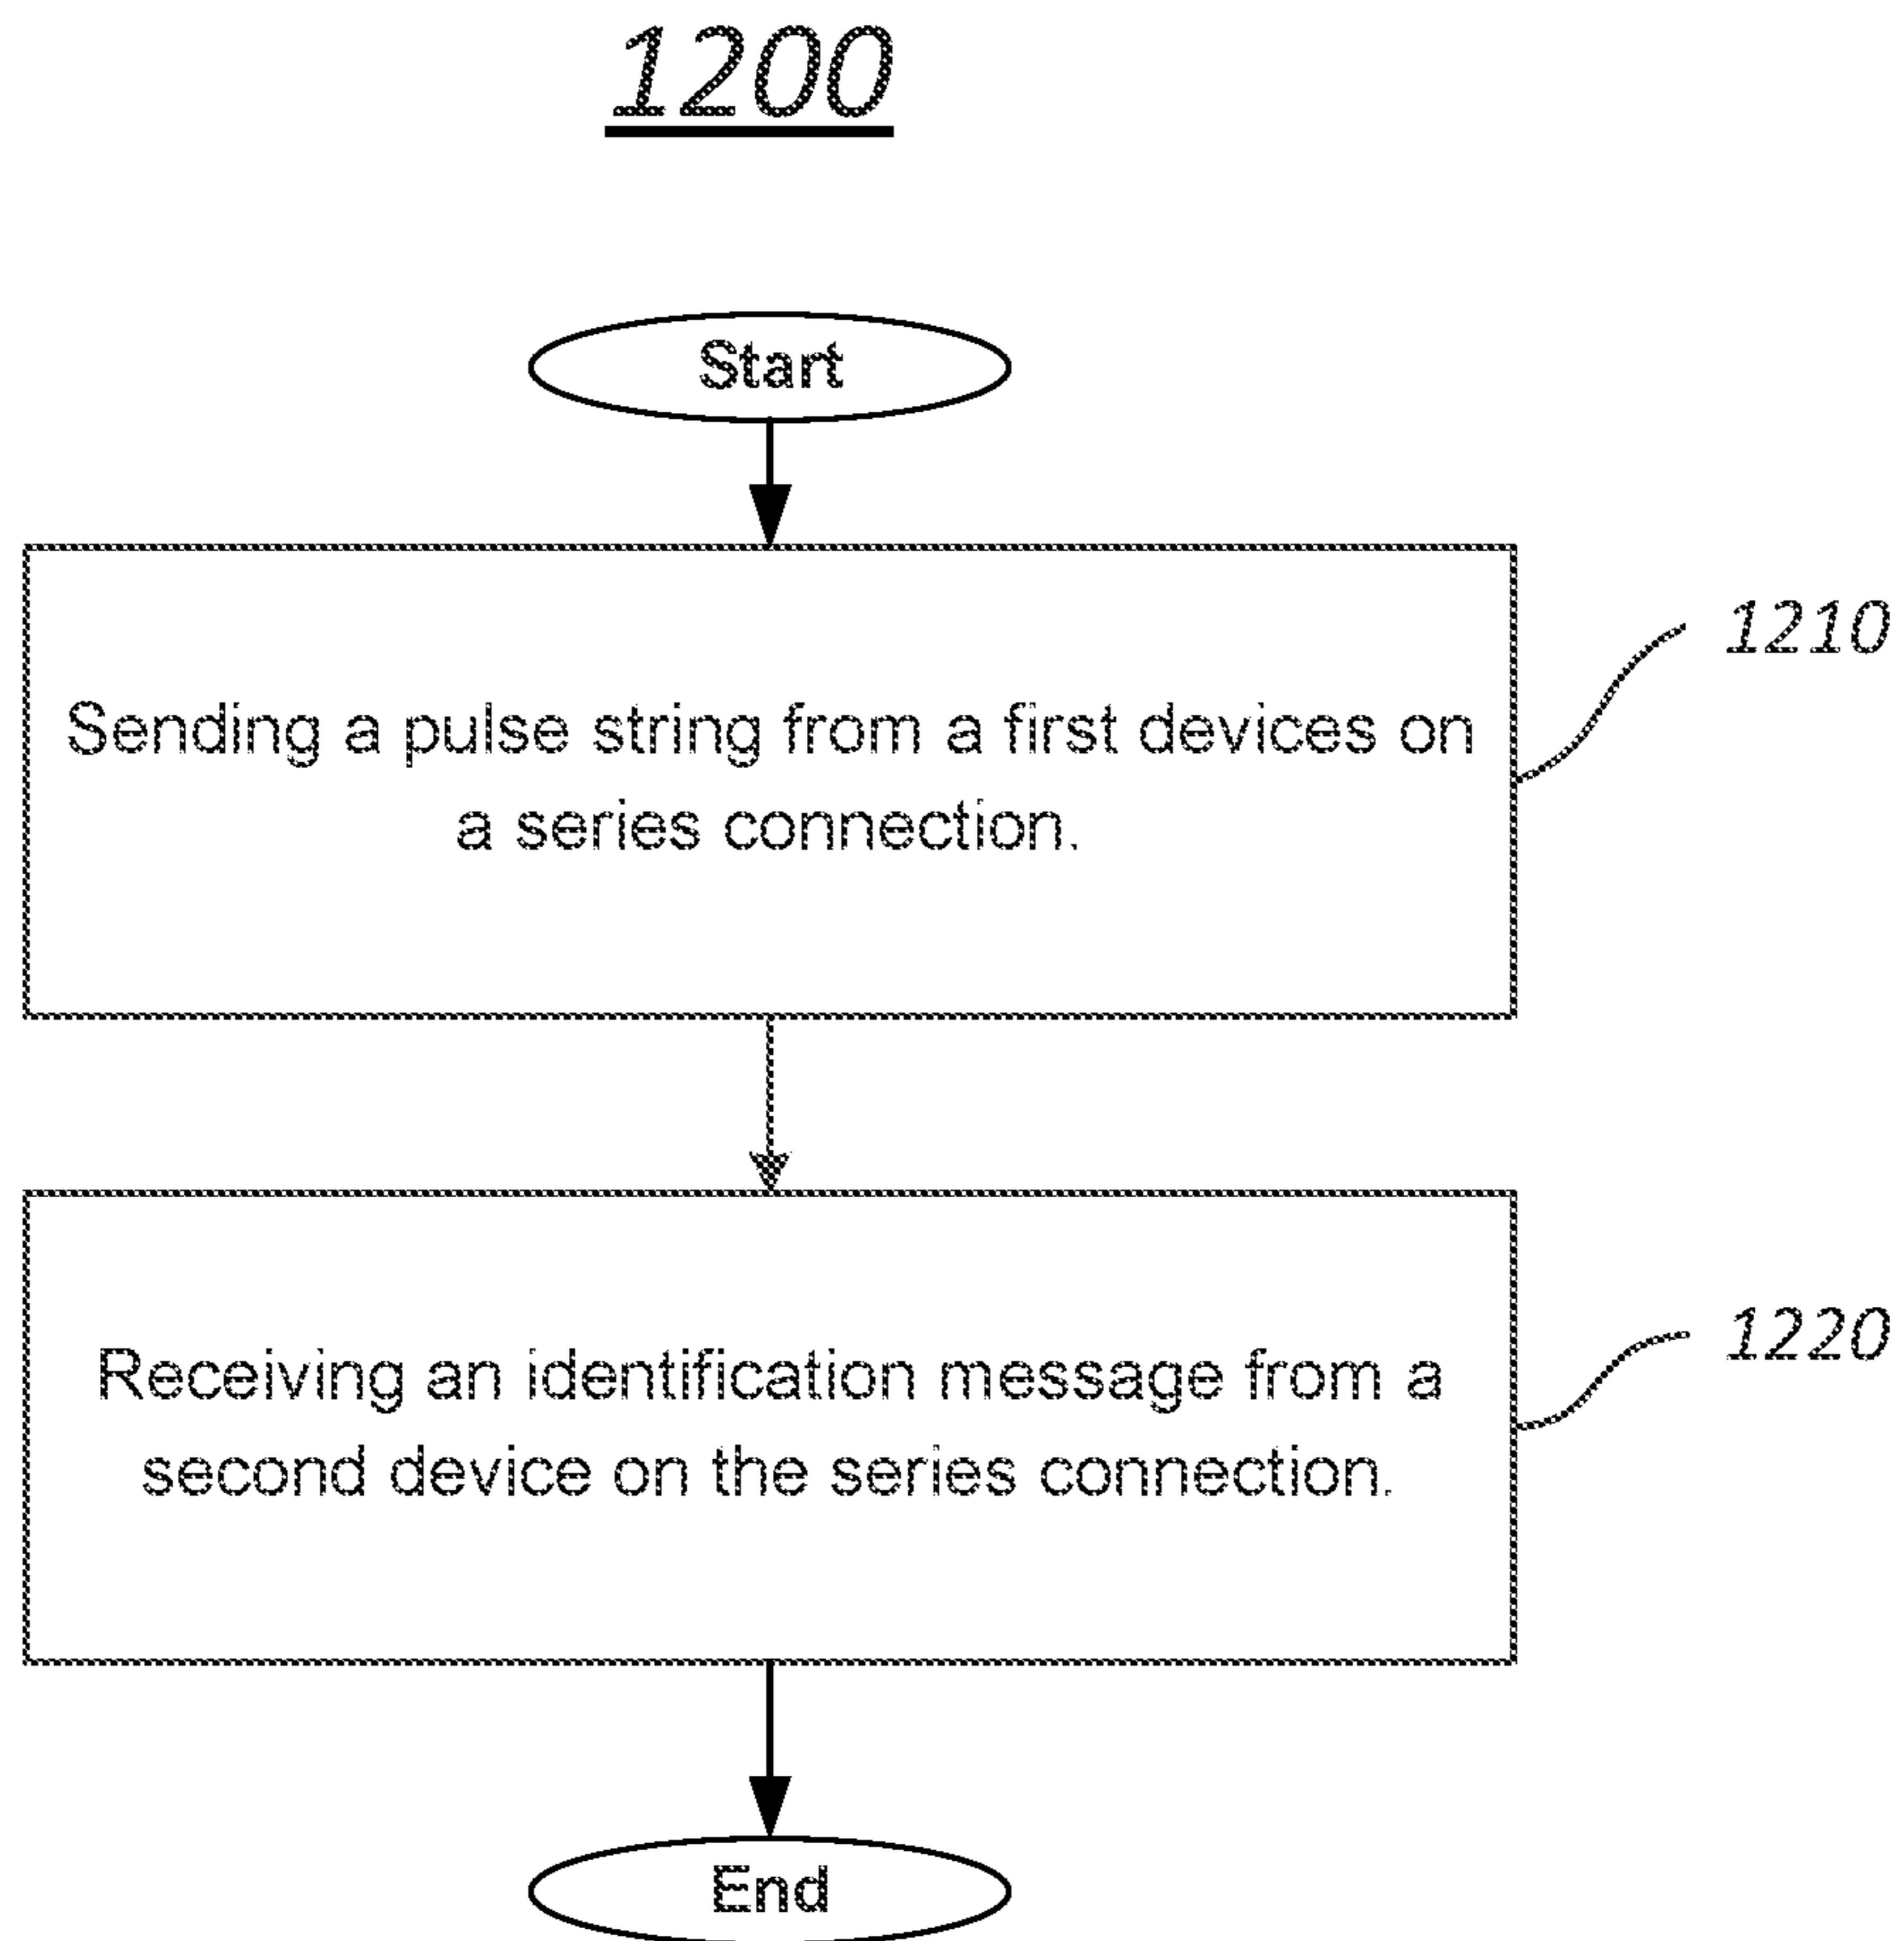 1200
Start
1210
Sending a pulse string from a first devices on
a series connection.
1220
Receiving an identification message from a
second device on the series connection.
End